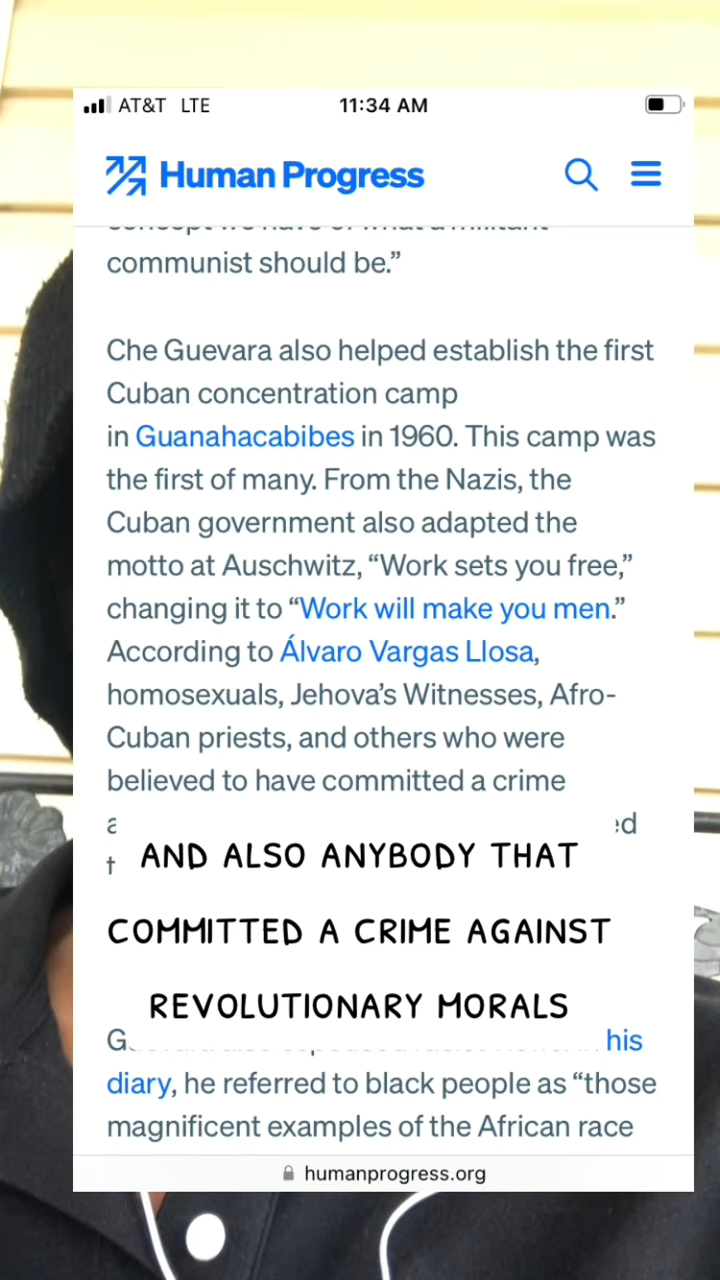 AT&T LTE 11:34 AM
Human Progress
communist should be.”
Che Guevara also helped establish the first
Cuban concentration camp
in Guanahacabibes in 1960. This camp was
the first of many. From the Nazis, the
Cuban government also adapted the
motto at Auschwitz, “Work sets you free,”
changing it to “Work will make you men.”
According to Álvaro Vargas Llosa,
homosexuals, Jehova’s Witnesses, Afro-
Cuban priests, and others who were
believed to have committed a crime
AND ALSO ANYBODY THAT
COMMITTED A CRIME AGAINST
REVOLUTIONARY MORALS
his
diary, he referred to black people as “those
magnificent examples of the African race
humanprogress.org